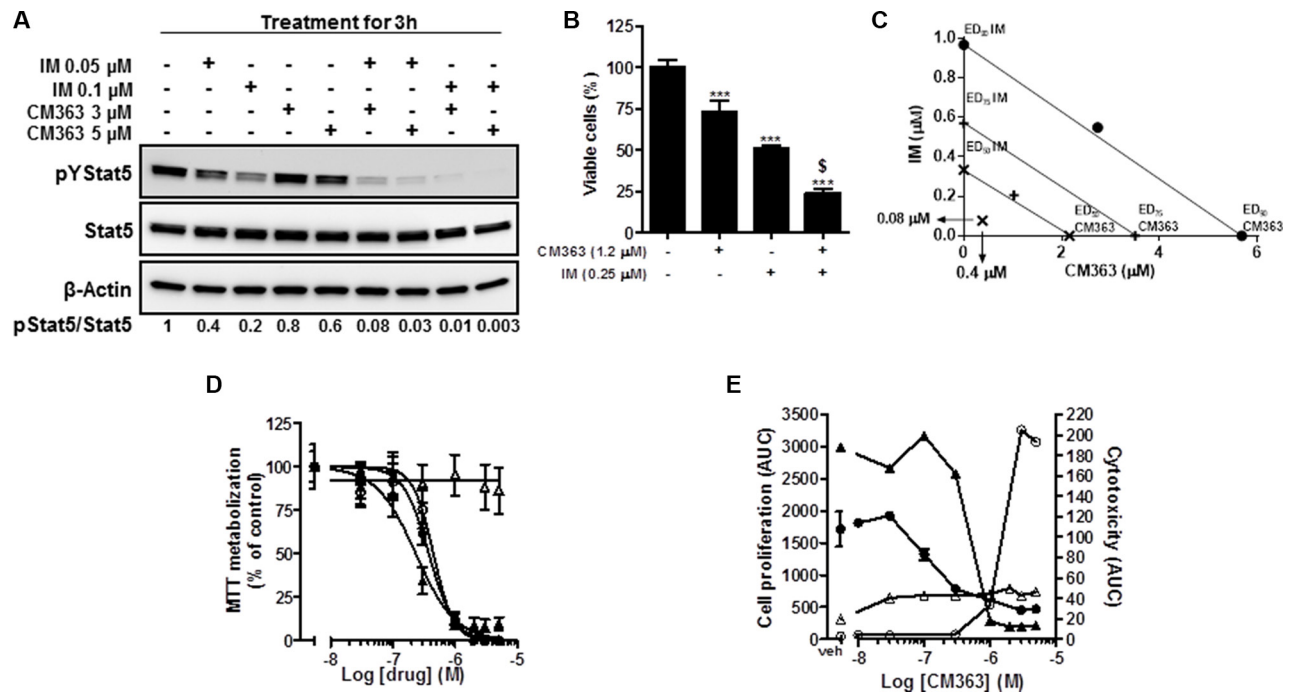 A
Treatment for 3h
IM 0.05 µM - + - - - + + - -
IM 0.1 µM - - + - - - - + +
CM363 3 µM - - - + - + - + -
CM363 5 µM - - - - + - + - +
pYStat5
Stat5
β-Actin
pStat5/Stat5 1 0.4 0.2 0.8 0.6 0.08 0.03 0.01 0.003
B
Viable cells (%)
100
75
50
25
0
***
***
$
***
CM363 (1.2 µM) - + - +
IM (0.25 µM) - - + +
C
IM (µM)
1.0
0.8
0.6
0.4
0.2
0.0
ED90 IM
ED75 IM
ED50 IM
0.08 µM
0.4 µM
ED50 CM363
ED75 CM363
ED90 CM363
0 2 4 6
CM363 (µM)
D
MTT metabolization
(% of control)
125
100
75
50
25
0
-8 -7 -6 -5
Log [drug] (M)
E
Cell proliferation (AUC)
3500
3000
2500
2000
1500
1000
500
0
220
200
180
160
140
120
100
80
60
40
20
0
Cytotoxicity (AUC)
veh -8 -7 -6 -5
Log [CM363] (M)